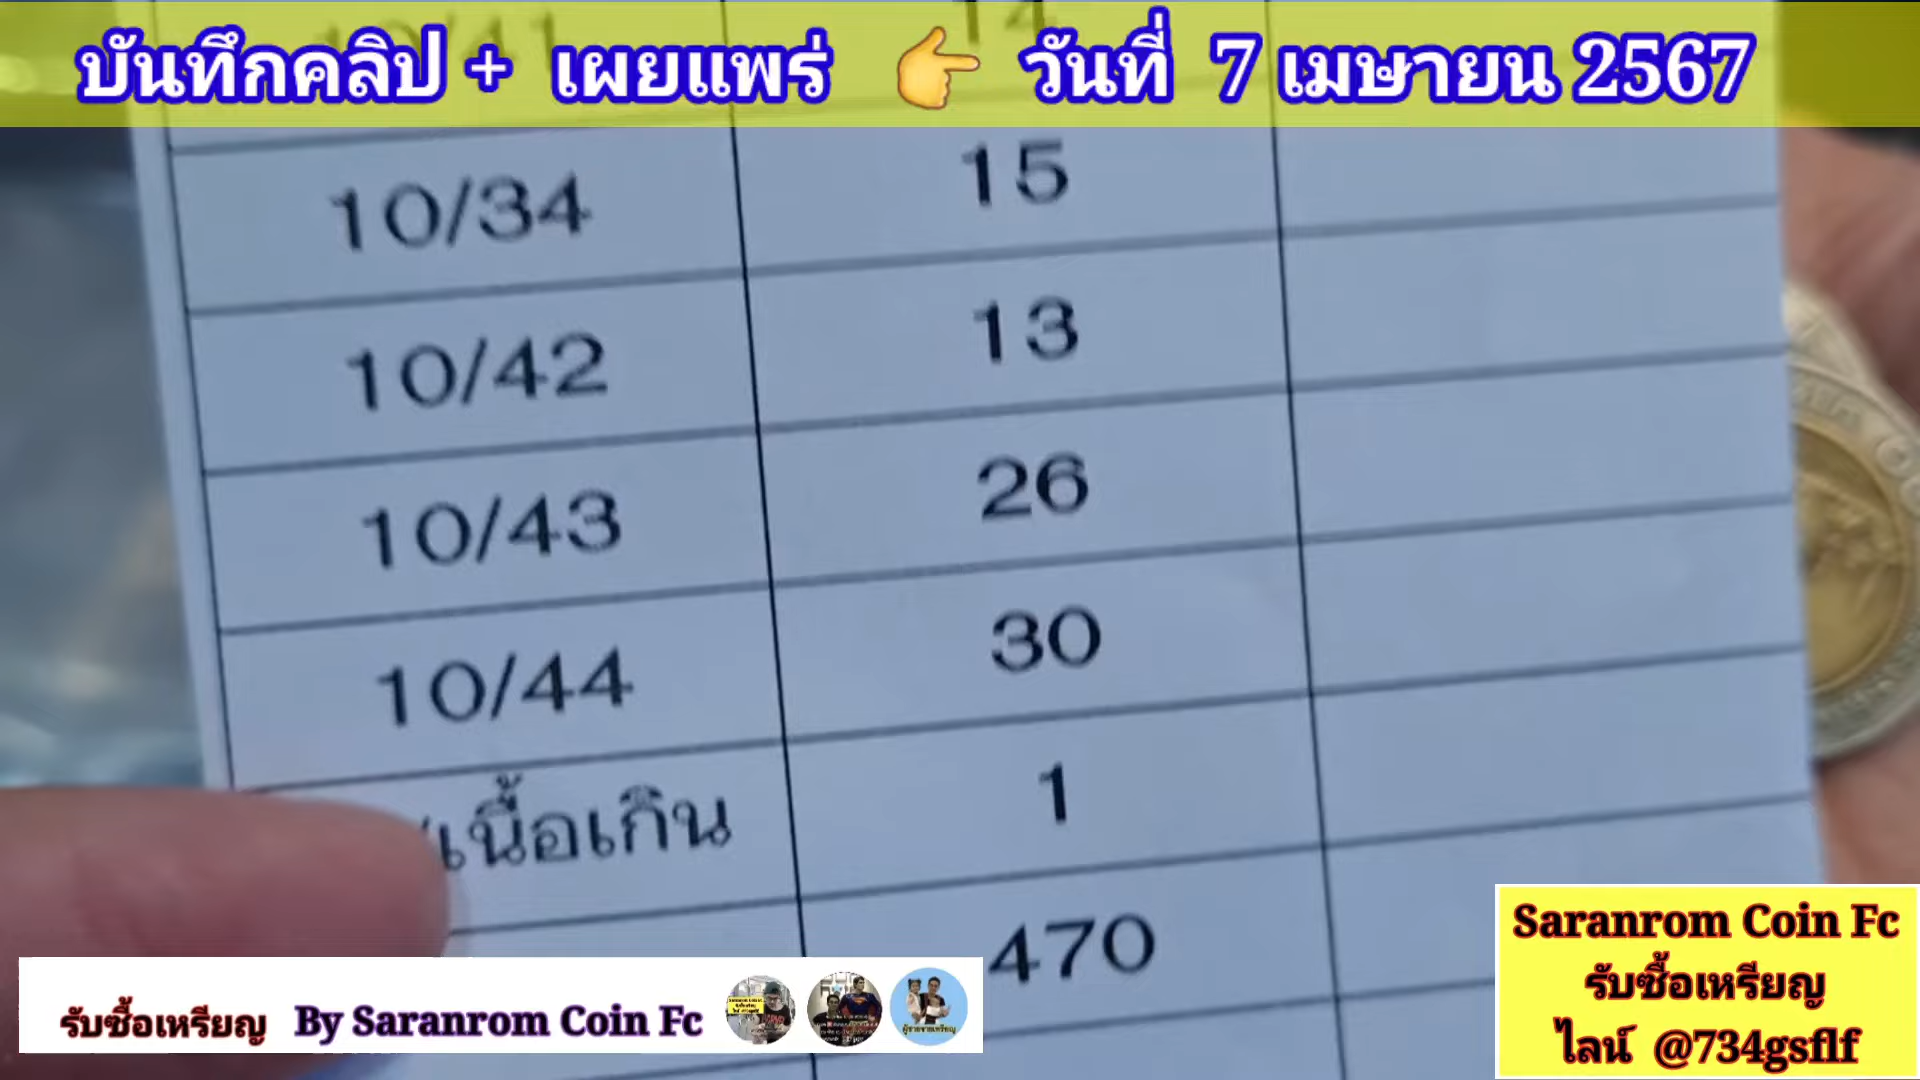 บันทึกคลิป + เผยแพร่ 👉 วันที่ 7 เมษายน 2567
10/41 14
10/34 15
10/42 13
10/43 26
10/44 30
เนื้อเกิน 1
470
รับซื้อเหรียญ By Saranrom Coin Fc
Saranrom Coin Fc
รับซื้อเหรียญ
ไลน์ @734gsflf